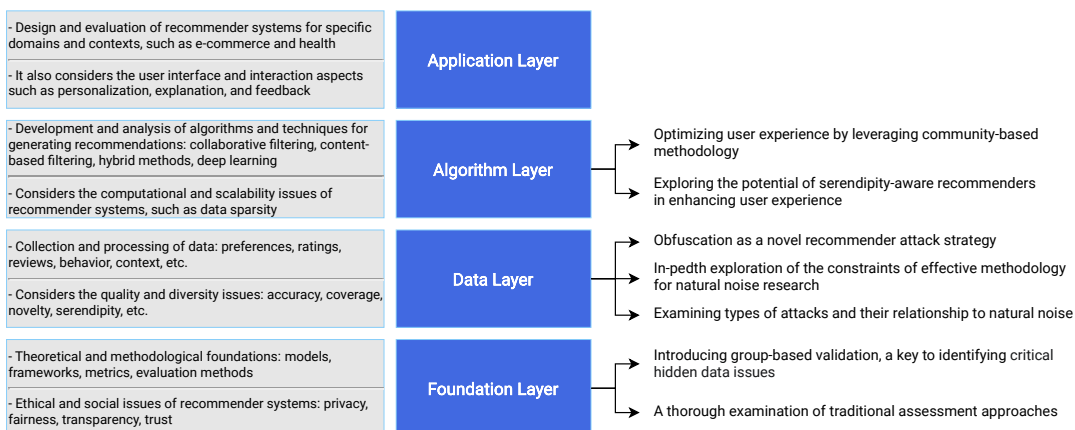 - Design and evaluation of recommender systems for specific
domains and contexts, such as e-commerce and health
- It also considers the user interface and interaction aspects
such as personalization, explanation, and feedback
Application Layer
- Development and analysis of algorithms and techniques for
generating recommendations: collaborative filtering, content-
based filtering, hybrid methods, deep learning
- Considers the computational and scalability issues of
recommender systems, such as data sparsity
Algorithm Layer
Optimizing user experience by leveraging community-based
methodology
Exploring the potential of serendipity-aware recommenders
in enhancing user experience
- Collection and processing of data: preferences, ratings,
reviews, behavior, context, etc.
- Considers the quality and diversity issues: accuracy, coverage,
novelty, serendipity, etc.
Data Layer
Obfuscation as a novel recommender attack strategy
In-pedth exploration of the constraints of effective methodology
for natural noise research
Examining types of attacks and their relationship to natural noise
- Theoretical and methodological foundations: models,
frameworks, metrics, evaluation methods
- Ethical and social issues of recommender systems: privacy,
fairness, transparency, trust
Foundation Layer
Introducing group-based validation, a key to identifying critical
hidden data issues
A thorough examination of traditional assessment approaches